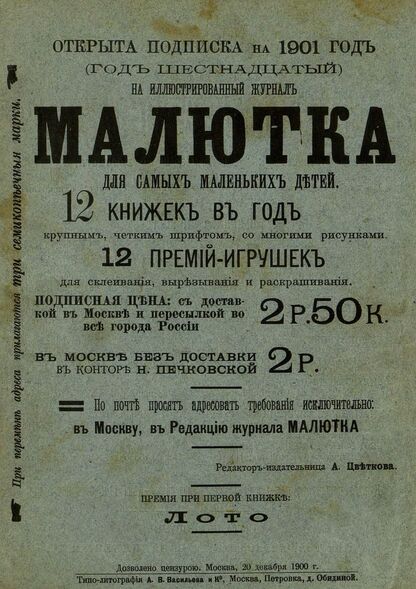 ОТКРЫТА ПОДПИСКА на 1901 ГОДЪ
(ГОДЪ ШЕСТНАДЦАТЫЙ)
НА ИЛЛЮСТРИРОВАННЫЙ ЖУРНАЛЪ
МАЛЮТКА
ДЛЯ САМЫХЪ МАЛЕНЬКИХЪ ДѢТЕЙ.
12 КНИЖЕКЪ ВЪ ГОДЪ
крупнымъ, четкимъ шрифтомъ, со многими рисунками.
12 ПРЕМІЙ-ИГРУШЕКЪ
для склеиванія, вырѣзыванія и раскрашиванія.
ПОДПИСНАЯ ЦѢНА: съ достав-
кой въ Москвѣ и пересылкой во
всѣ города Россіи
2 Р. 50 К.
ВЪ МОСКВѢ БЕЗЪ ДОСТАВКИ
ВЪ КОНТОРѢ Н. ПЕЧКОВСКОЙ
2 Р.
По почтѣ просятъ адресовать требованія исключительно:
въ Москву, въ Редакцію журнала МАЛЮТКА
Редакторъ-издательница А. Цвѣткова.
ПРЕМІЯ ПРИ ПЕРВОЙ КНИЖКѢ:
ЛОТО
Дозволено цензурою. Москва, 20 декабря 1900 г.
Типо-литографія А. В. Васильева и Кº, Москва, Петровка, д. Обидиной.
При перемѣнѣ адреса прилагаются три семикопѣечныя марки.